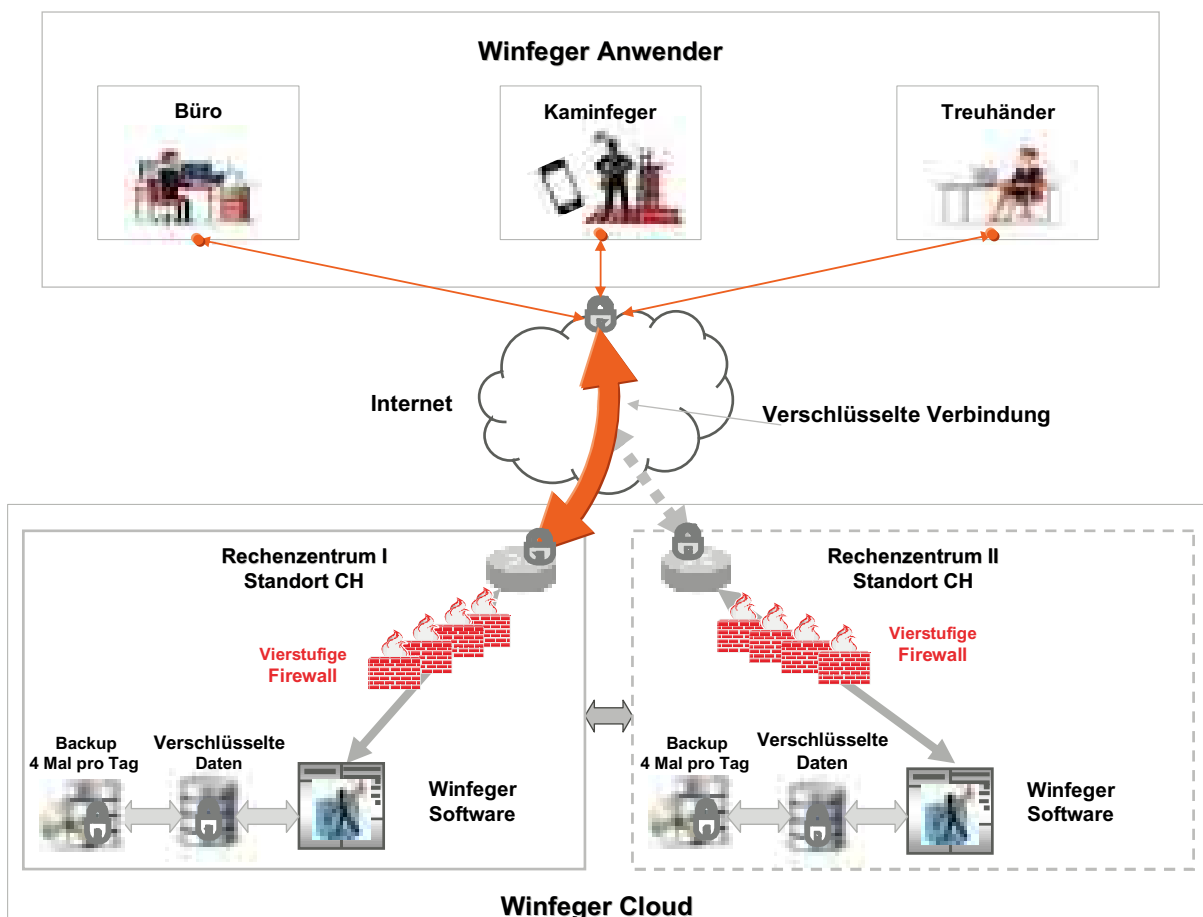 Winfeger Anwender
Büro
Kaminfeger
Treuhänder
Internet
Verschlüsselte Verbindung
Rechenzentrum I
Standort CH
Vierstufige
Firewall
Backup
4 Mal pro Tag
Verschlüsselte
Daten
Winfeger
Software
Rechenzentrum II
Standort CH
Vierstufige
Firewall
Backup
4 Mal pro Tag
Verschlüsselte
Daten
Winfeger
Software
Winfeger Cloud